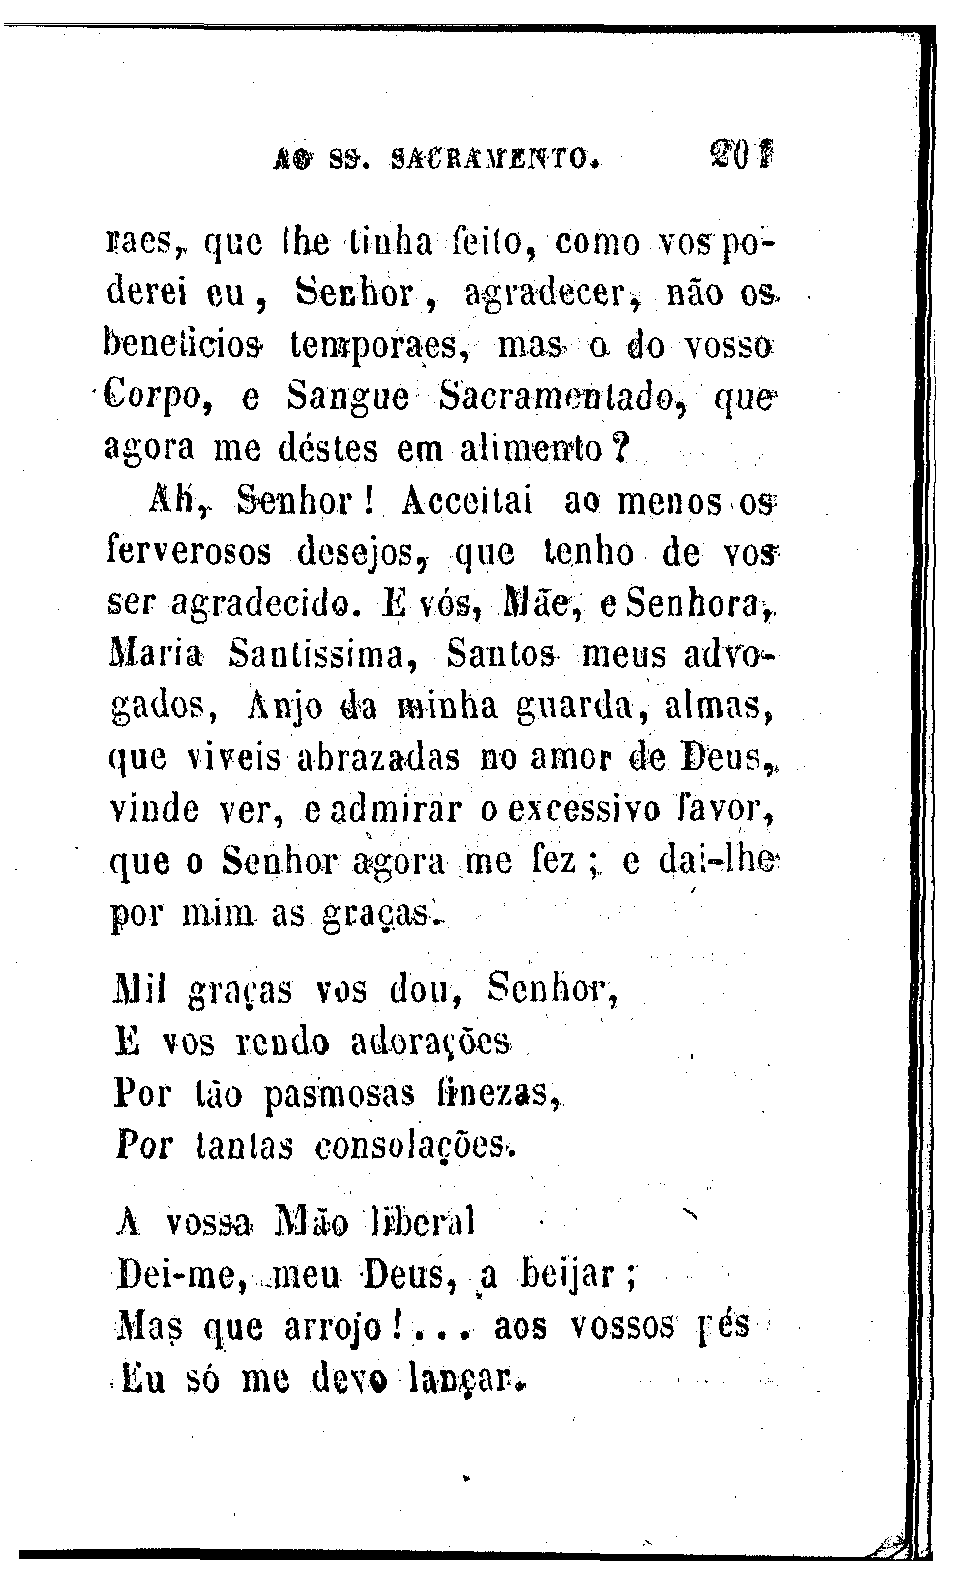 AO SS. SACRAMENTO. 201
raes, que lhe tinha feito, como vos po-
derei eu, Senhor, agradecer, não os
beneficios temporaes, mas o do vosso
Corpo, e Sangue Sacramentado, que
agora me déstes em alimento?
Ah, Senhor! Acceitai ao menos os
ferverosos desejos, que tenho de vos
ser agradecido. E vós, Mãe, e Senhora,
Maria Santissima, Santos meus advo-
gados, Anjo da minha guarda, almas,
que viveis abrazadas no amor de Deus,
vinde ver, e admirar o excessivo favor,
que o Senhor agora me fez; e dai-lhe
por mim as graças.
Mil graças vos dou, Senhor,
E vos rendo adorações
Por tão pasmosas finezas,
Por tantas consolações.
A vossa Mão liberal
Dei-me, meu Deus, a beijar;
Mas que arrojo!... aos vossos pés
Eu só me devo lançar.